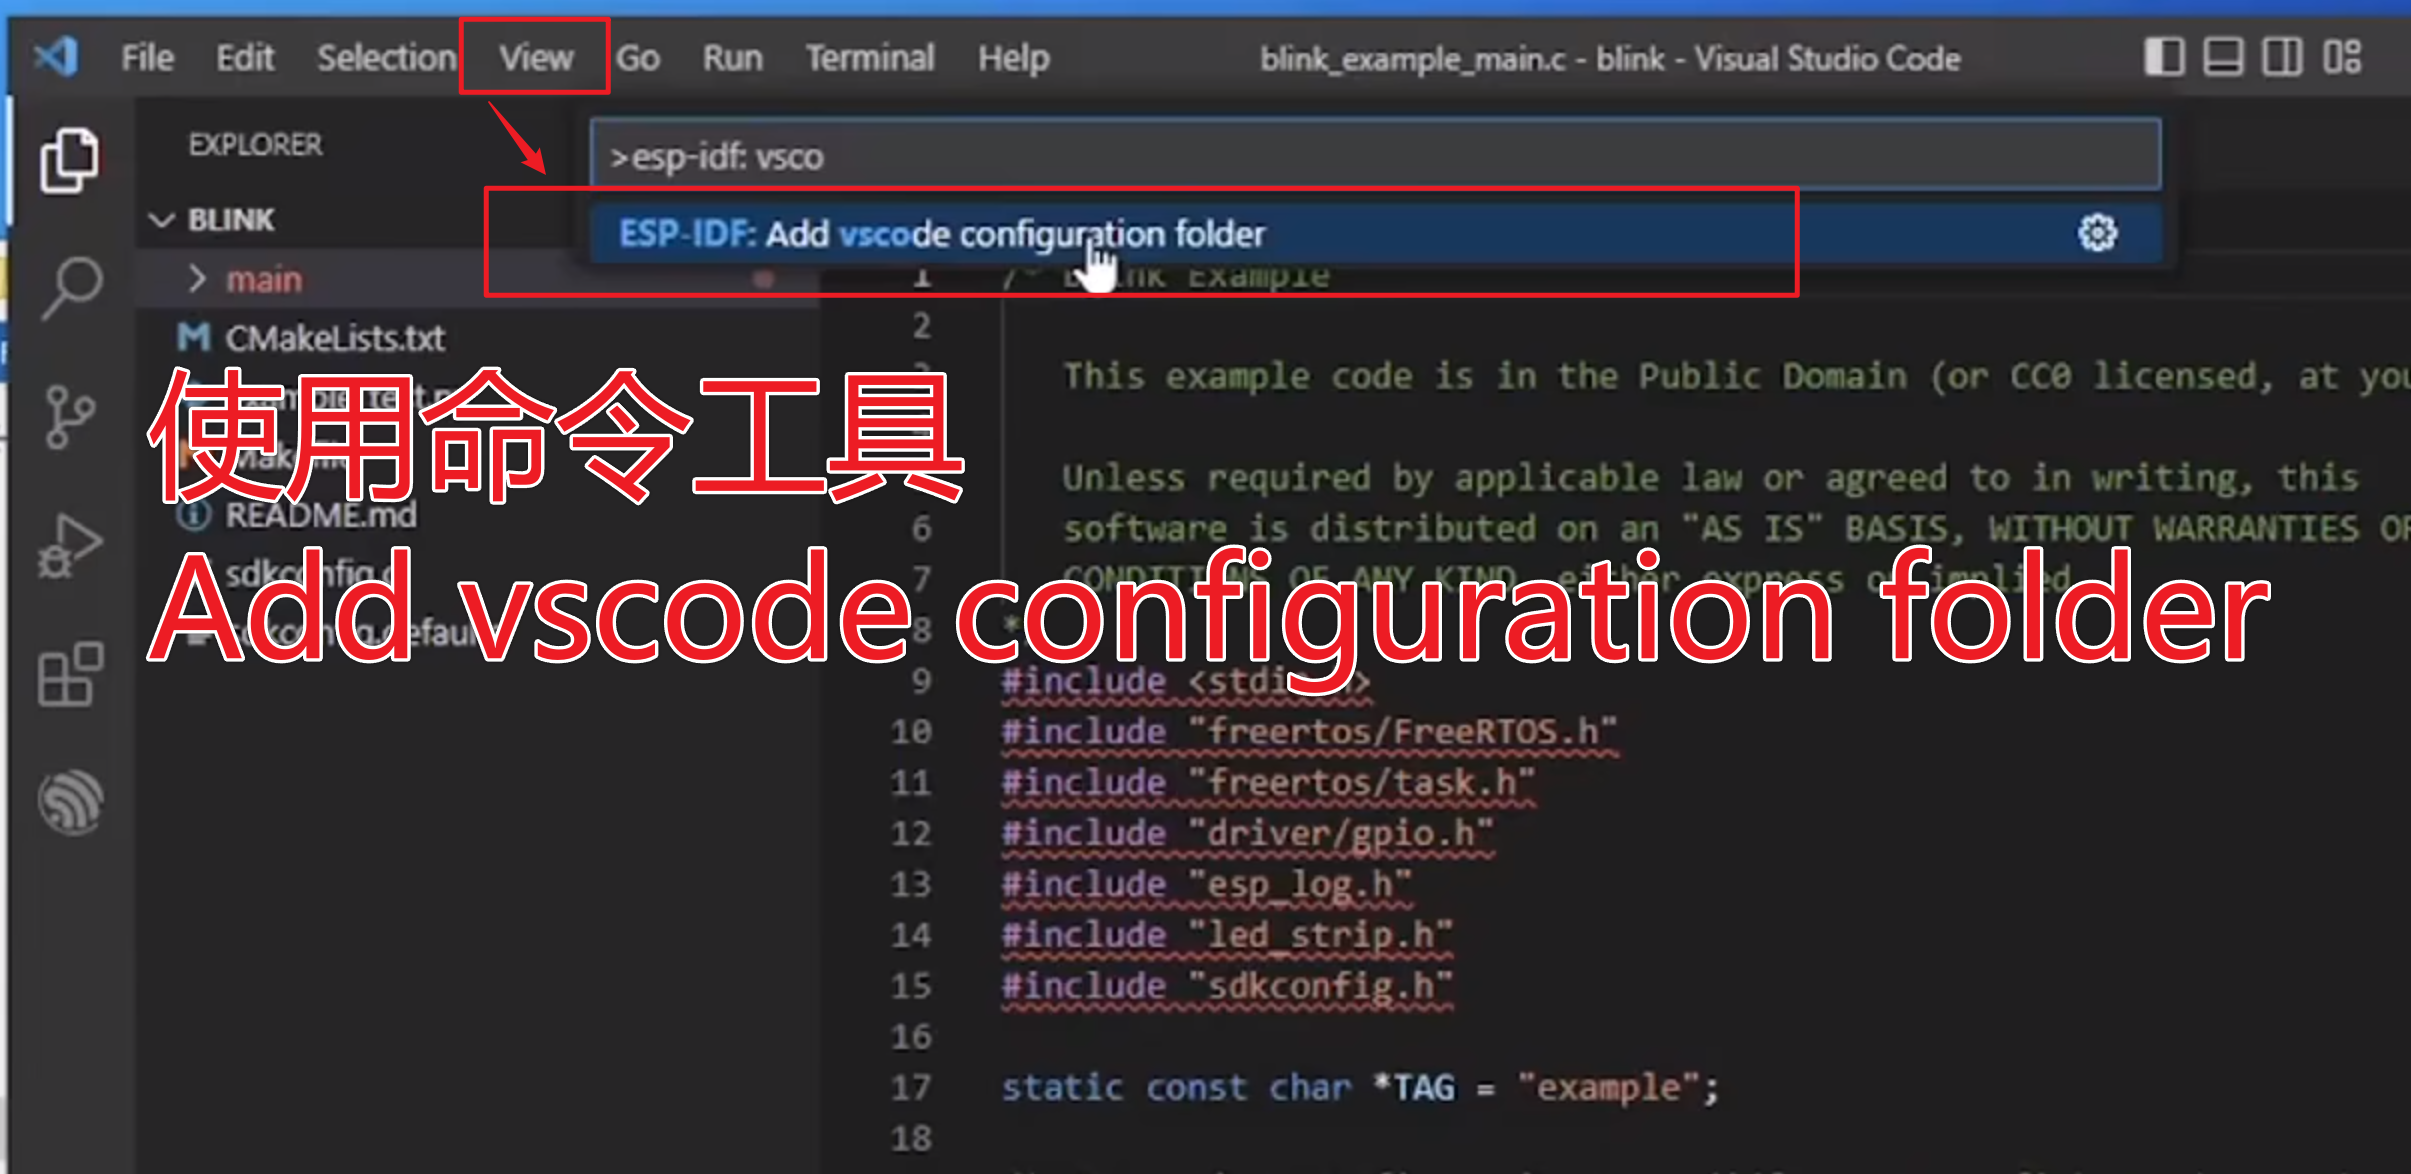 File Edit Selection View Go Run Terminal Help
blink_example_main.c - blink - Visual Studio Code
EXPLORER
>esp-idf: vsco
ESP-IDF: Add vscode configuration folder
BLINK
main
CMakeLists.txt
README.md
使用命令工具
Add vscode configuration folder
1 /* Blink Example
2
This example code is in the Public Domain (or CC0 licensed, at you
Unless required by applicable law or agreed to in writing, this
6 software is distributed on an "AS IS" BASIS, WITHOUT WARRANTIES OR
7 CONDITIONS OF ANY KIND, either express or implied
8 *
9 #include <stdio.h>
10 #include "freertos/FreeRTOS.h"
11 #include "freertos/task.h"
12 #include "driver/gpio.h"
13 #include "esp_log.h"
14 #include "led_strip.h"
15 #include "sdkconfig.h"
16
17 static const char *TAG = "example";
18